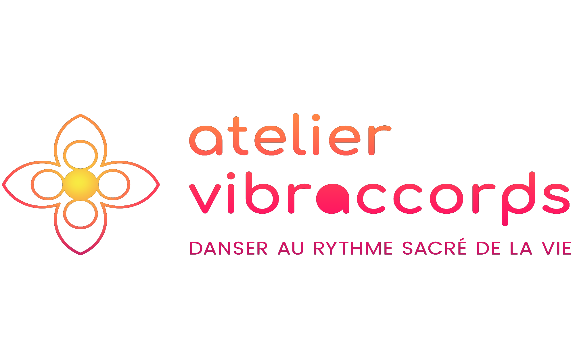 atelier
vibraccords
DANSER AU RYTHME SACRÉ DE LA VIE